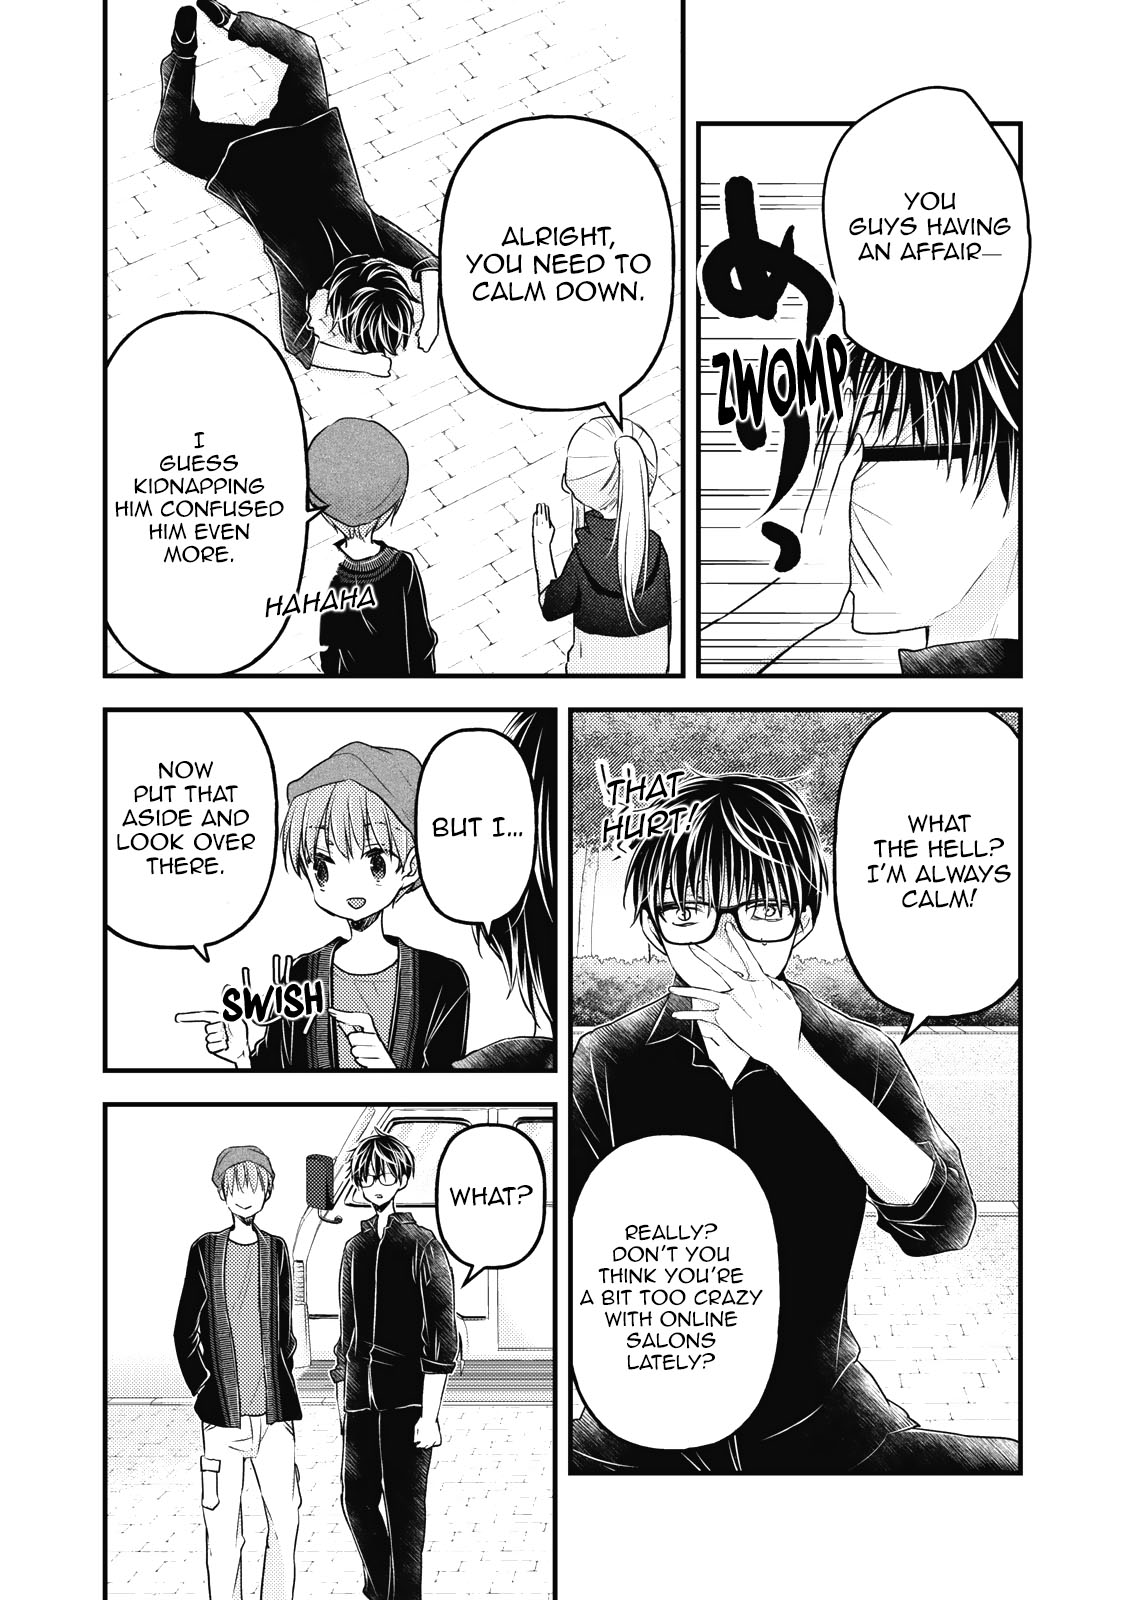 YOU
GUYS HAVING
AN AFFAIR—
ZWOMP
ALRIGHT,
YOU NEED TO
CALM DOWN.
I
GUESS
KIDNAPPING
HIM CONFUSED
HIM EVEN
MORE.
HAHAHA
WHAT
THE HELL?
I'M ALWAYS
CALM!
THAT
HURT!
REALLY?
DON'T YOU
THINK YOU'RE
A BIT TOO CRAZY
WITH ONLINE
SALONS
LATELY?
BUT I...
NOW
PUT THAT
ASIDE AND
LOOK OVER
THERE.
SWISH
WHAT?